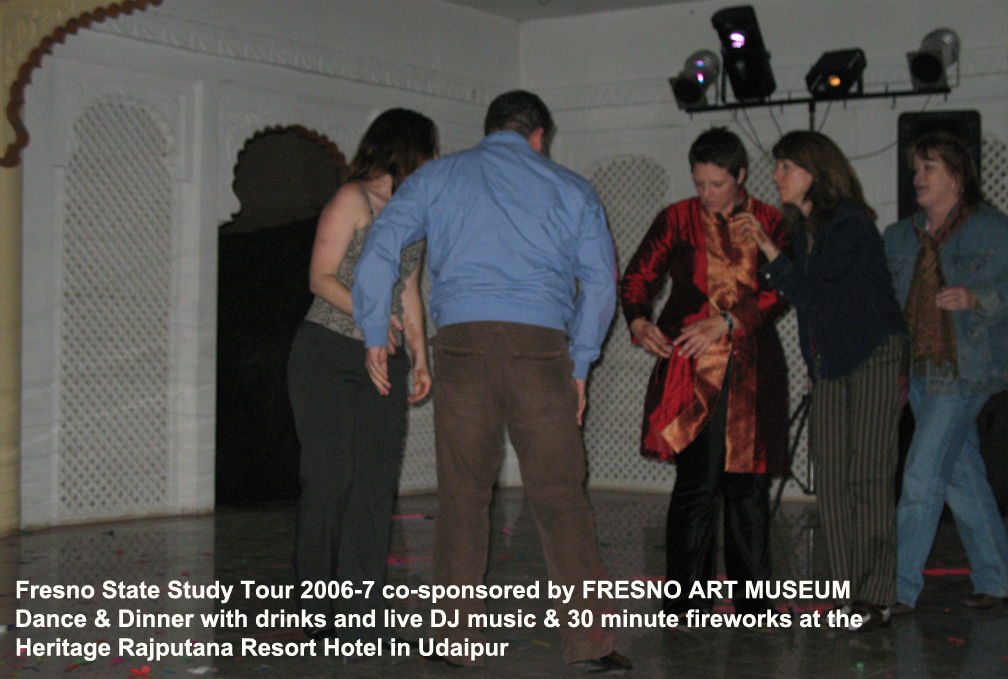 Fresno State Study Tour 2006-7 co-sponsored by FRESNO ART MUSEUM
Dance & Dinner with drinks and live DJ music & 30 minute fireworks at the
Heritage Rajputana Resort Hotel in Udaipur